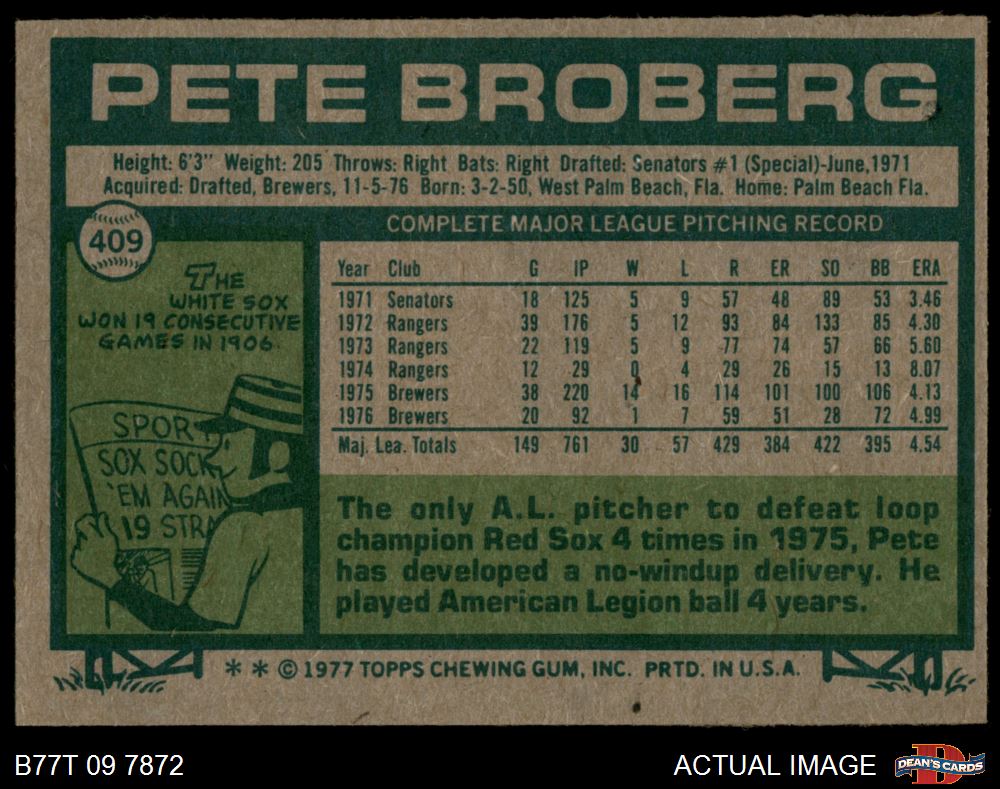 PETE BROBERG
Height: 6'3" Weight: 205 Throws: Right Bats: Right Drafted: Senators #1 (Special)-June,1971
Acquired: Drafted, Brewers, 11-5-76 Born: 3-2-50, West Palm Beach, Fla. Home: Palm Beach Fla.
409
THE
WHITE SOX
WON 19 CONSECUTIVE
GAMES IN 1906.
SPOR
SOX SOCK
'EM AGAIN
19 STRA
COMPLETE MAJOR LEAGUE PITCHING RECORD
Year Club G IP W L R ER SO BB ERA
1971 Senators 18 125 5 9 57 48 89 53 3.46
1972 Rangers 39 176 5 12 93 84 133 85 4.30
1973 Rangers 22 119 5 9 77 74 57 66 5.60
1974 Rangers 12 29 0 4 29 26 15 13 8.07
1975 Brewers 38 220 14 16 114 101 100 106 4.13
1976 Brewers 20 92 1 7 59 51 28 72 4.99
Maj. Lea. Totals 149 761 30 57 429 384 422 395 4.54
The only A.L. pitcher to defeat loop
champion Red Sox 4 times in 1975, Pete
has developed a no-windup delivery. He
played American Legion ball 4 years.
* * © 1977 TOPPS CHEWING GUM, INC. PRTD. IN U.S.A.
B77T 09 7872
ACTUAL IMAGE
D
DEAN'S CARDS